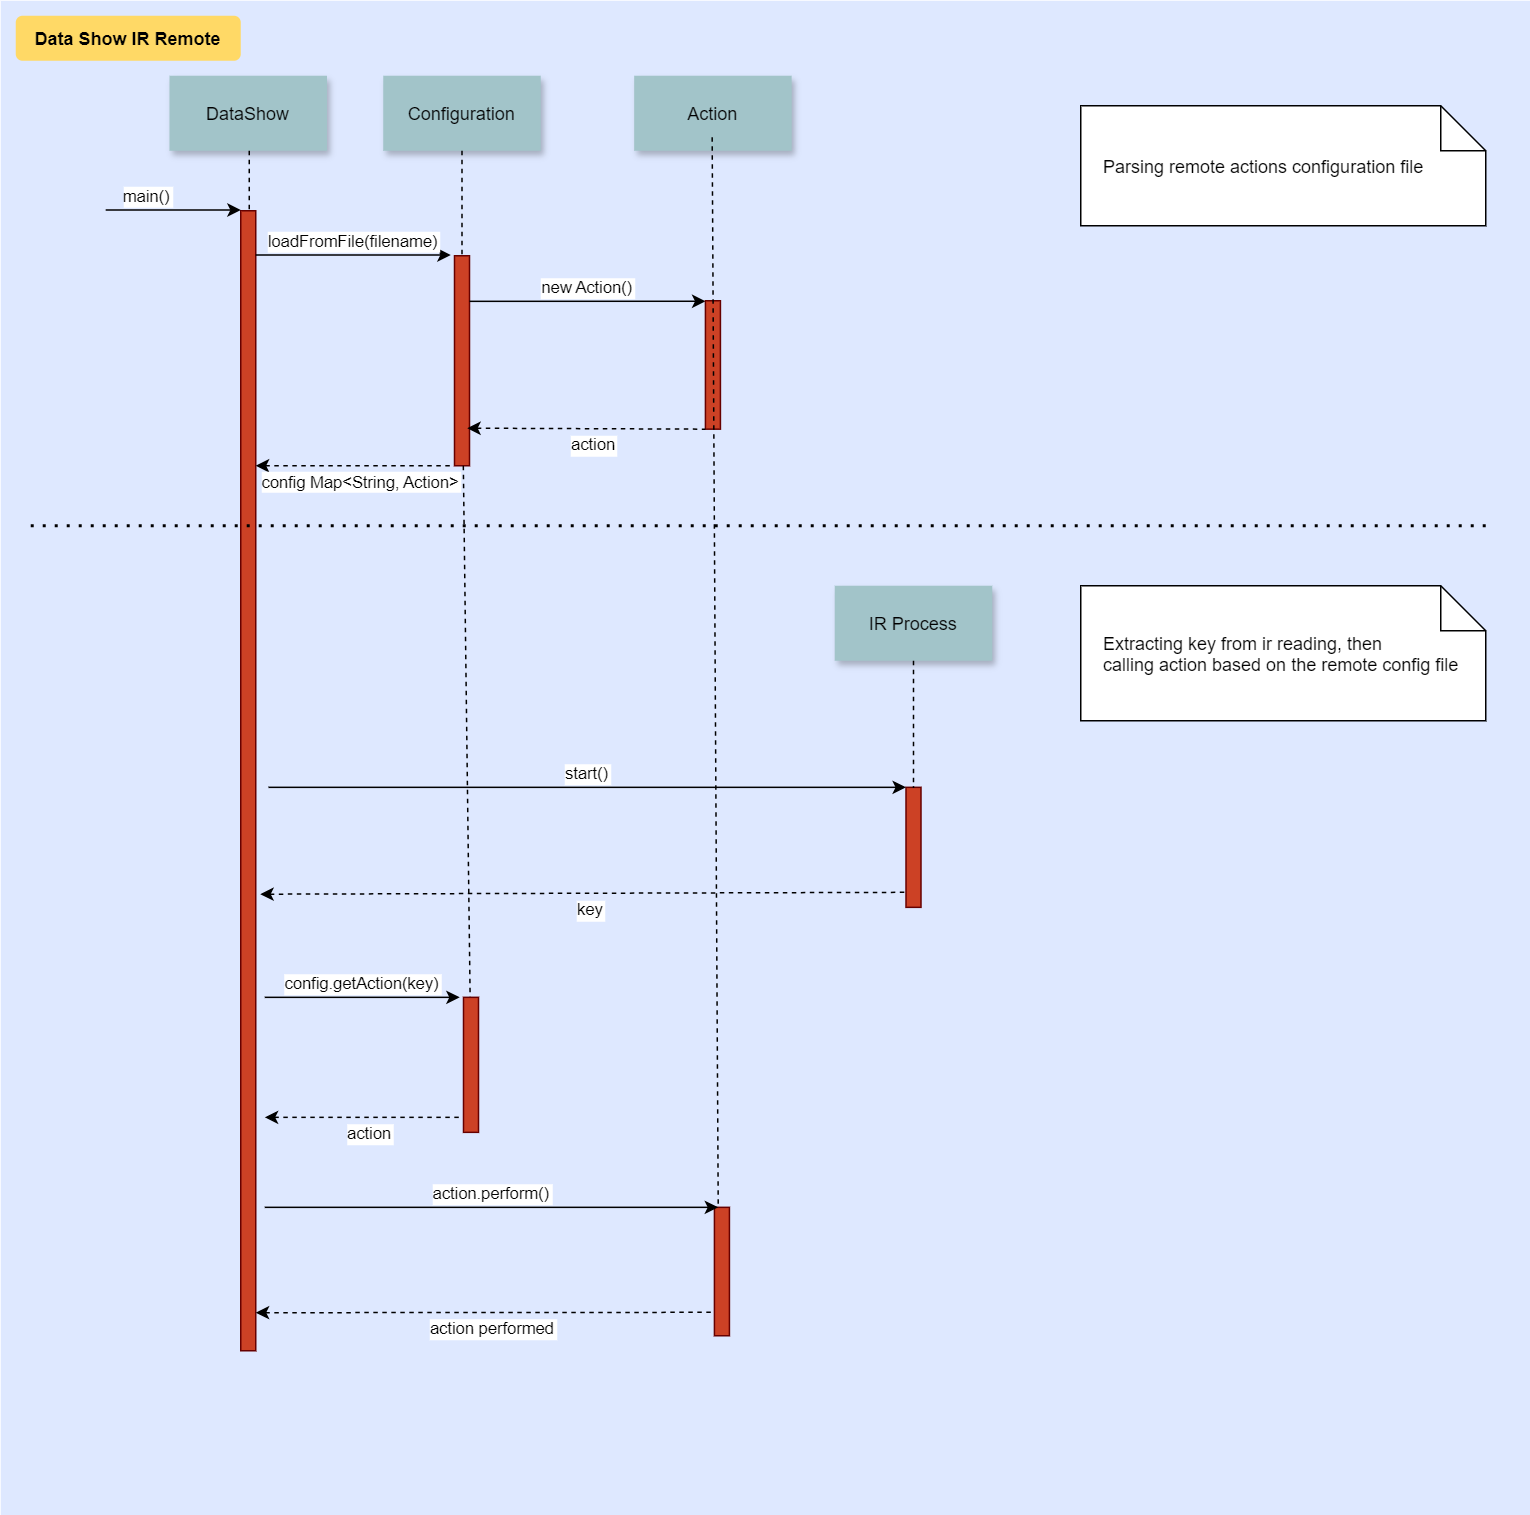 Data Show IR Remote
DataShow
Configuration
Action
Parsing remote actions configuration file
main()
loadFromFile(filename)
new Action()
action
config Map<String, Action>
IR Process
Extracting key from ir reading, then
calling action based on the remote config file
start()
key
config.getAction(key)
action
action.perform()
action performed